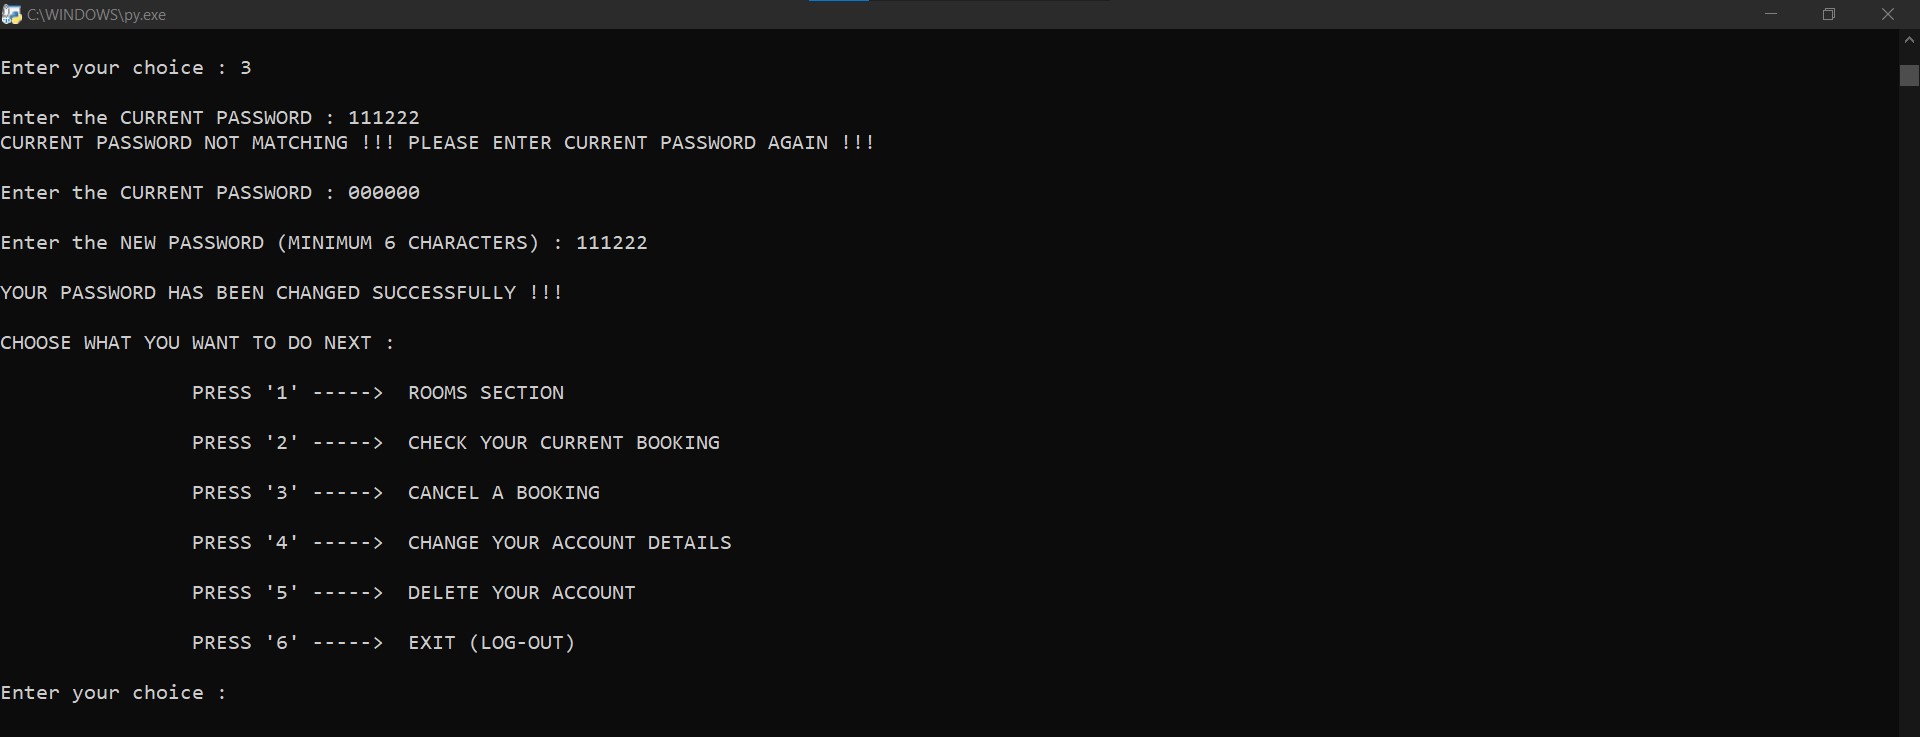 C:\WINDOWS\py.exe
Enter your choice : 3
Enter the CURRENT PASSWORD : 111222
CURRENT PASSWORD NOT MATCHING !!! PLEASE ENTER CURRENT PASSWORD AGAIN !!!
Enter the CURRENT PASSWORD : 000000
Enter the NEW PASSWORD (MINIMUM 6 CHARACTERS) : 111222
YOUR PASSWORD HAS BEEN CHANGED SUCCESSFULLY !!!
CHOOSE WHAT YOU WANT TO DO NEXT :
PRESS '1' -----> ROOMS SECTION
PRESS '2' -----> CHECK YOUR CURRENT BOOKING
PRESS '3' -----> CANCEL A BOOKING
PRESS '4' -----> CHANGE YOUR ACCOUNT DETAILS
PRESS '5' -----> DELETE YOUR ACCOUNT
PRESS '6' -----> EXIT (LOG-OUT)
Enter your choice :